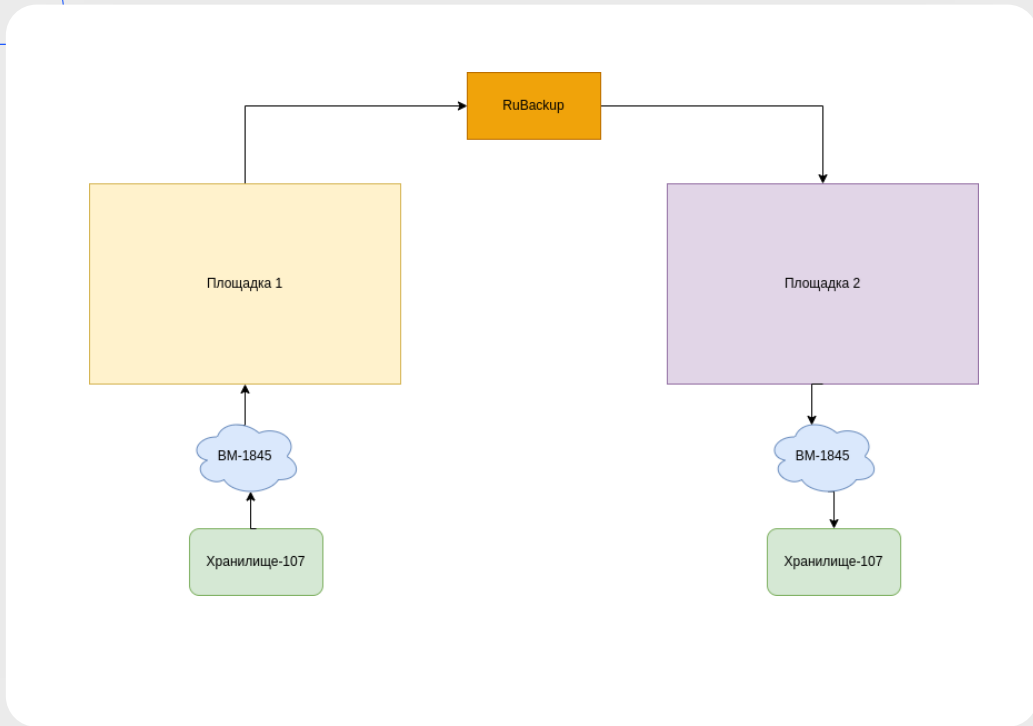 RuBackup
Площадка 1
Площадка 2
ВМ-1845
ВМ-1845
Хранилище-107
Хранилище-107